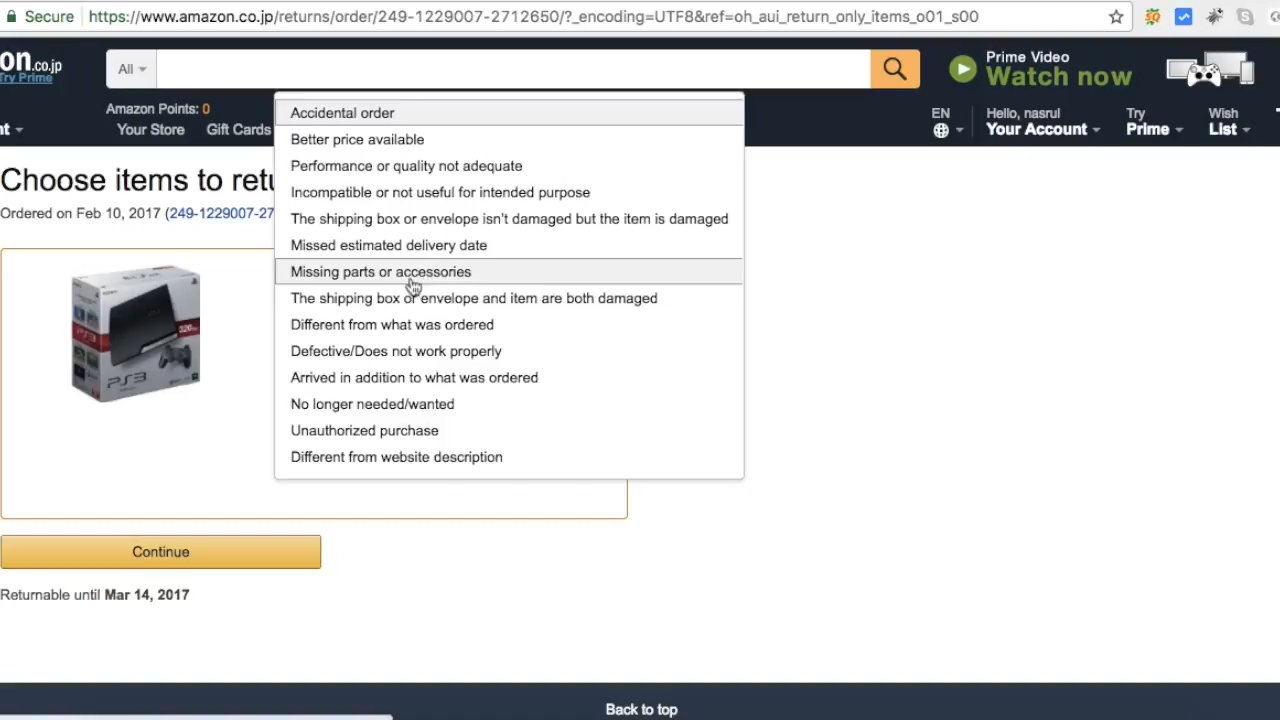 Secure https://www.amazon.co.jp/returns/order/249-1229007-2712650/?_encoding=UTF8&ref=oh_aui_return_only_items_o01_s00
on.co.jp
Try Prime
All
Prime Video
Watch now
Amazon Points: 0
nt
Your Store Gift Cards
EN
Hello, nasrul
Your Account
Try
Prime
Wish
List
Choose items to retu
Ordered on Feb 10, 2017 (249-1229007-27
Accidental order
Better price available
Performance or quality not adequate
Incompatible or not useful for intended purpose
The shipping box or envelope isn't damaged but the item is damaged
Missed estimated delivery date
Missing parts or accessories
The shipping box or envelope and item are both damaged
Different from what was ordered
Defective/Does not work properly
Arrived in addition to what was ordered
No longer needed/wanted
Unauthorized purchase
Different from website description
PS3
Continue
Returnable until Mar 14, 2017
Back to top